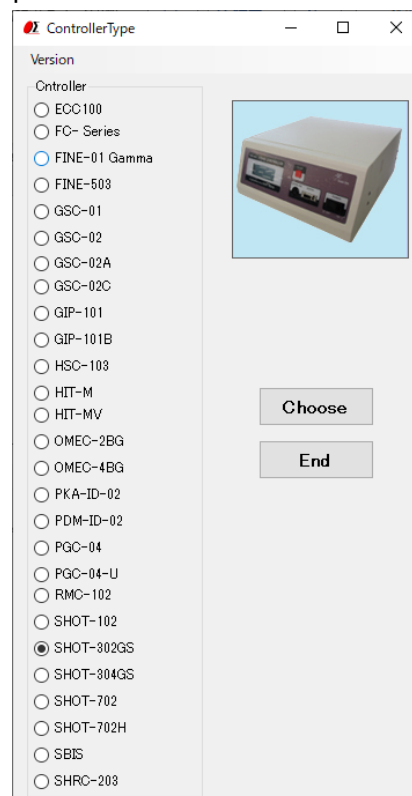 ControllerType
Version
Cntroller
ECC100
FC- Series
FINE-01 Gamma
FINE-503
GSC-01
GSC-02
GSC-02A
GSC-02C
GIP-101
GIP-101B
HSC-103
HIT-M
HIT-MV
OMEC-2BG
OMEC-4BG
PKA-ID-02
PDM-ID-02
PGC-04
PGC-04-U
RMC-102
SHOT-102
SHOT-302GS
SHOT-304GS
SHOT-702
SHOT-702H
SBIS
SHRC-203
Choose
End